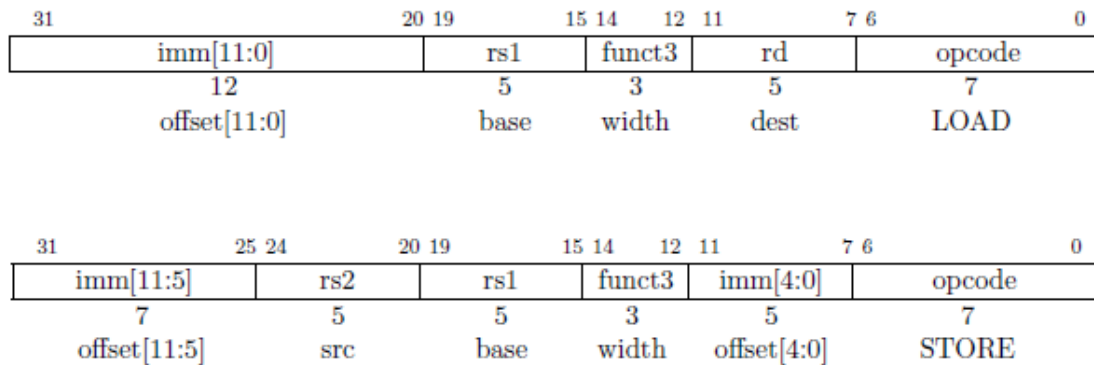 31 20 19 15 14 12 11 7 6 0
imm[11:0] rs1 funct3 rd opcode
12 5 3 5 7
offset[11:0] base width dest LOAD
31 25 24 20 19 15 14 12 11 7 6 0
imm[11:5] rs2 rs1 funct3 imm[4:0] opcode
7 5 5 3 5 7
offset[11:5] src base width offset[4:0] STORE